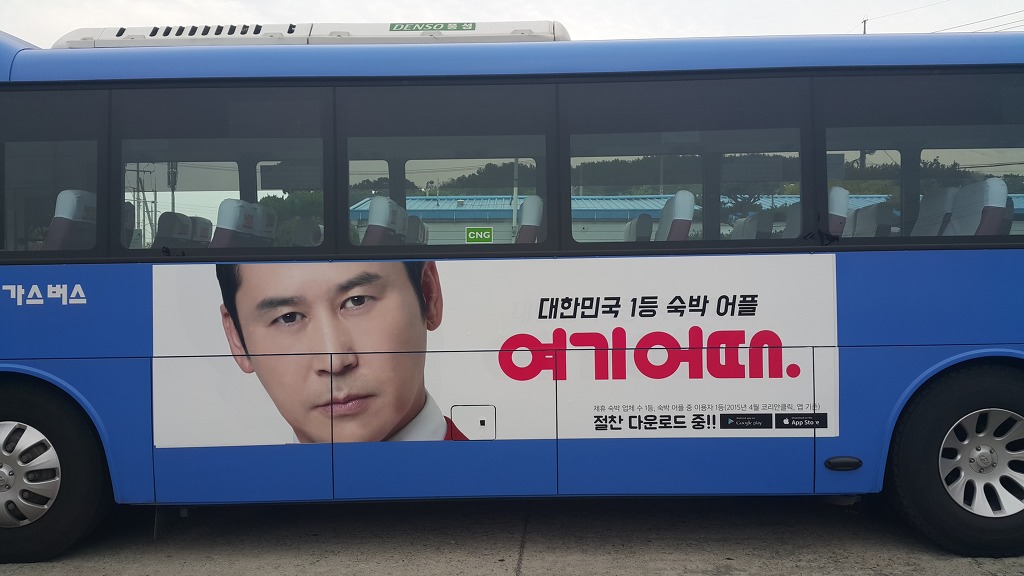 DENSO 풍성
CNG
가스버스
대한민국 1등 숙박 어플
여기어때.
제휴 숙박 업체 수 1등, 숙박 어플 중 이용자 1등(2015년 4월 코리안클릭, 앱 기준)
절찬 다운로드 중!!
Google play
App Store